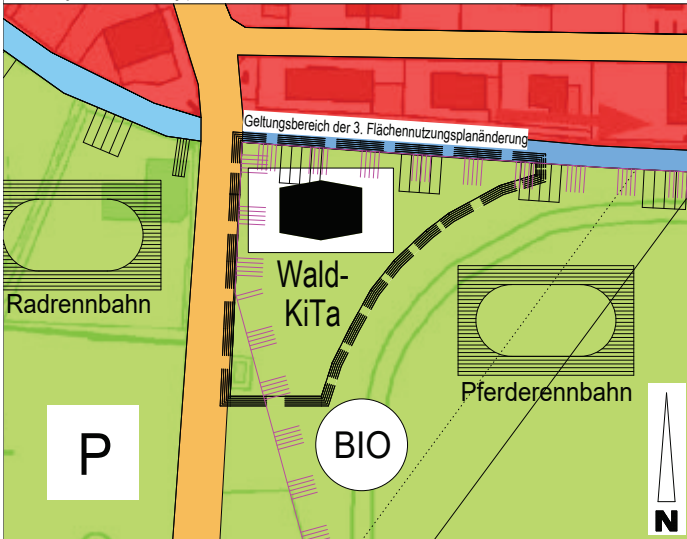 Geltungsbereich der 3. Flächennutzungsplanänderung
Wald-
KiTa
Radrennbahn
Pferderennbahn
P
BIO
N